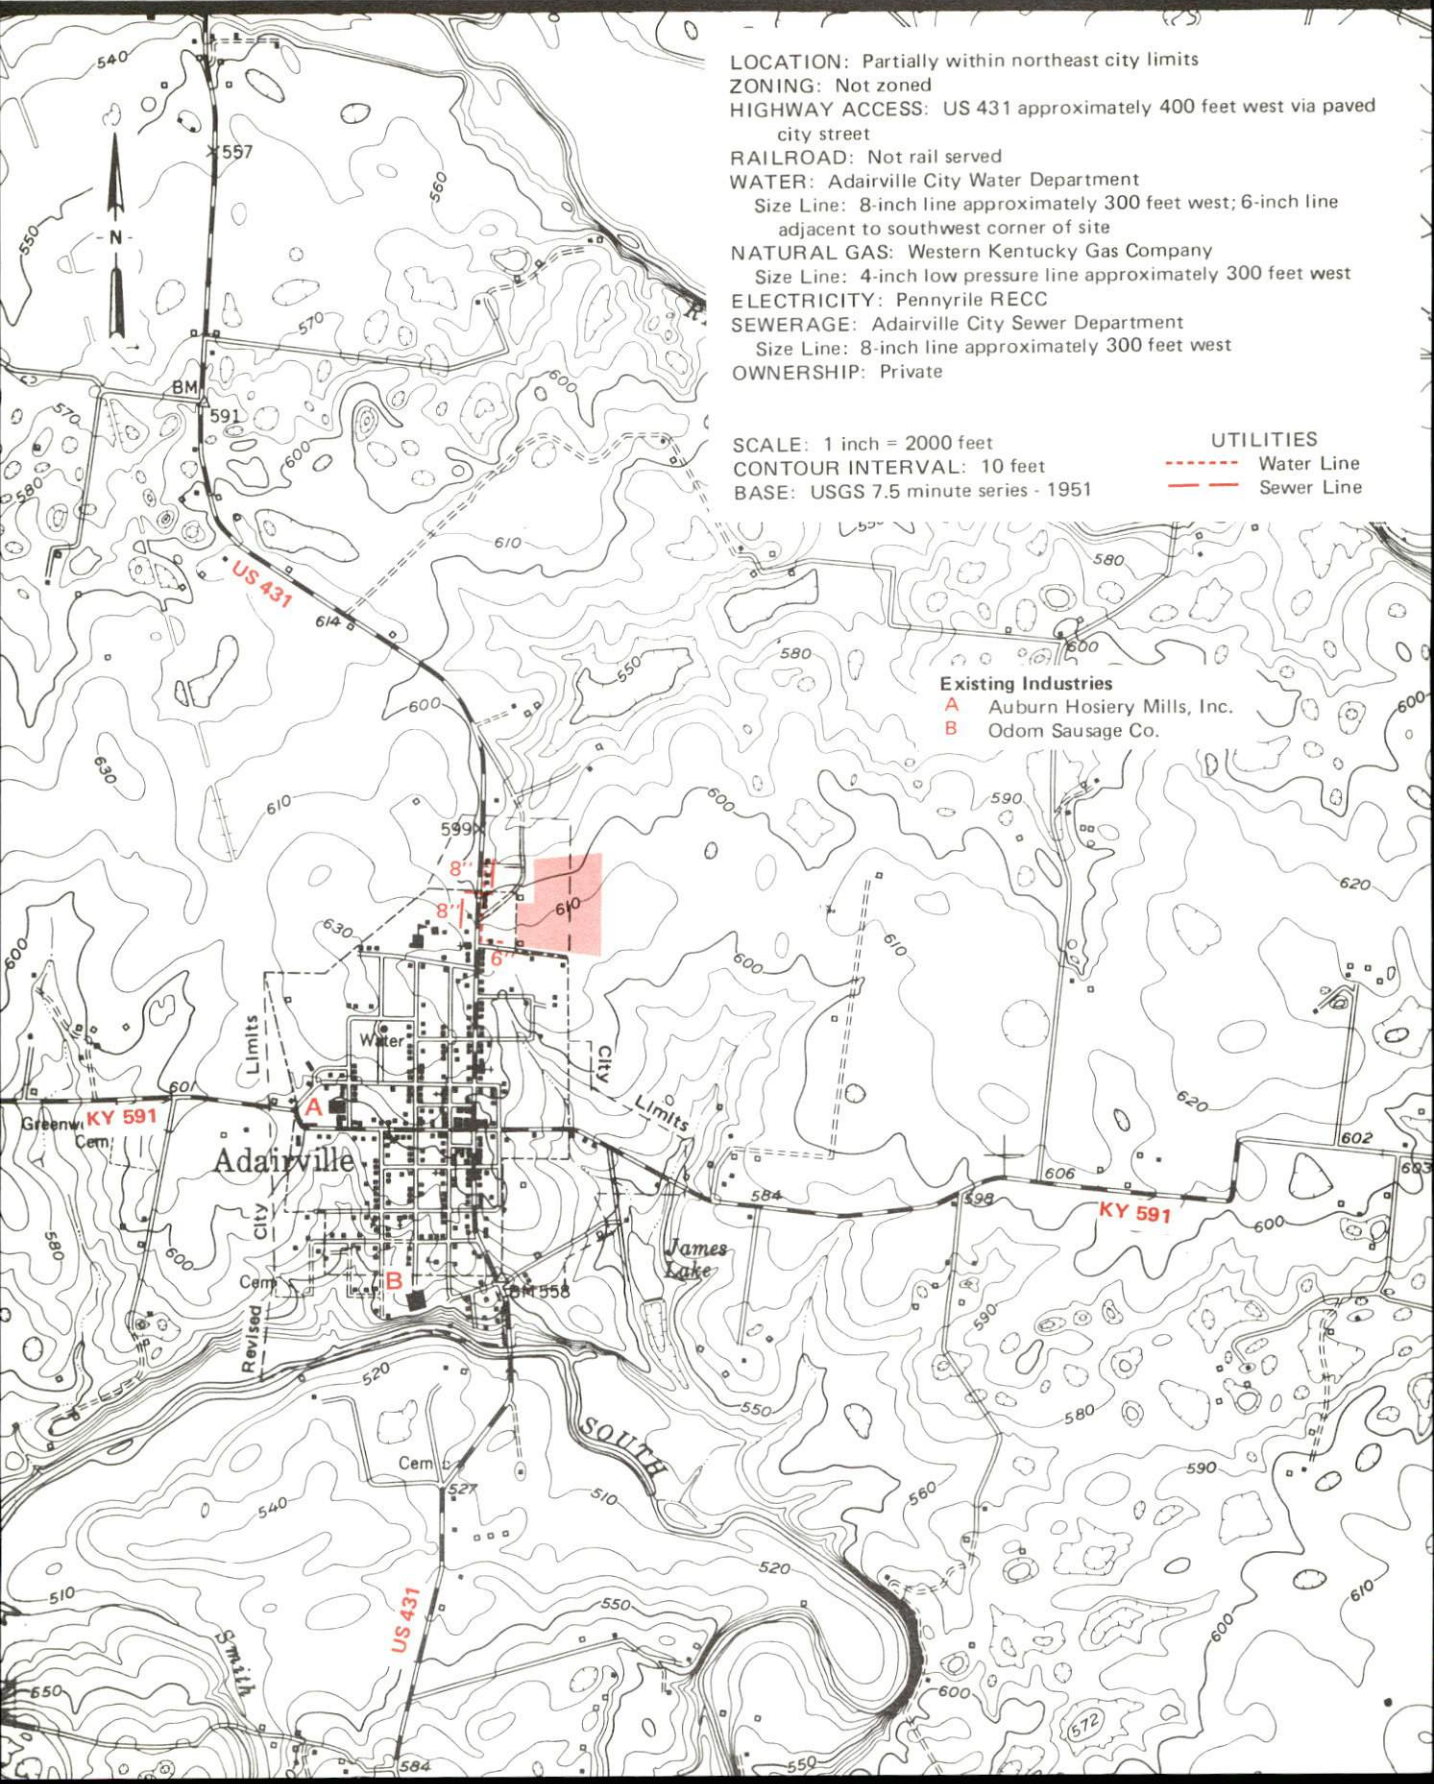 LOCATION: Partially within northeast city limits
ZONING: Not zoned
HIGHWAY ACCESS: US 431 approximately 400 feet west via paved
city street
RAILROAD: Not rail served
WATER: Adairville City Water Department
Size Line: 8-inch line approximately 300 feet west; 6-inch line
adjacent to southwest corner of site
NATURAL GAS: Western Kentucky Gas Company
Size Line: 4-inch low pressure line approximately 300 feet west
ELECTRICITY: Pennyrile RECC
SEWERAGE: Adairville City Sewer Department
Size Line: 8-inch line approximately 300 feet west
OWNERSHIP: Private
SCALE: 1 inch = 2000 feet
CONTOUR INTERVAL: 10 feet
BASE: USGS 7.5 minute series - 1951
UTILITIES
Water Line
Sewer Line
Existing Industries
A Auburn Hosiery Mills, Inc.
B Odom Sausage Co.
540
557
560
550
N
570
600
BM
591
570
600
580
610
US 431
614
580
600
550
580
600
600
630
610
600
590
599
8''
620
8''
610
630
6''
610
600
600
Water
Limits
City
Limits
620
601
KY 591
A
Cem
Adairville
602
603
606
584
598
KY 591
600
City
580
600
James
Lake
Cem
B
BM 558
590
Revised
520
550
580
SOUTH
Cem
527
590
540
510
560
520
510
550
610
600
US 431
Smith
550
600
572
584
550